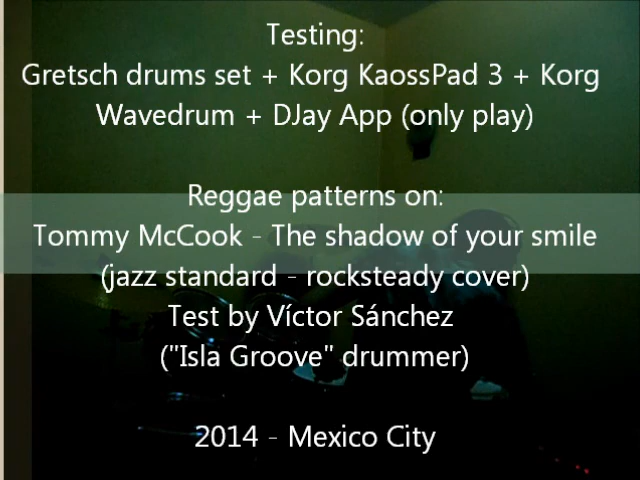 Testing:
Gretsch drums set + Korg KaossPad 3 + Korg
Wavedrum + DJay App (only play)
Reggae patterns on:
Tommy McCook - The shadow of your smile
(jazz standard - rocksteady cover)
Test by Víctor Sánchez
("Isla Groove" drummer)
2014 - Mexico City